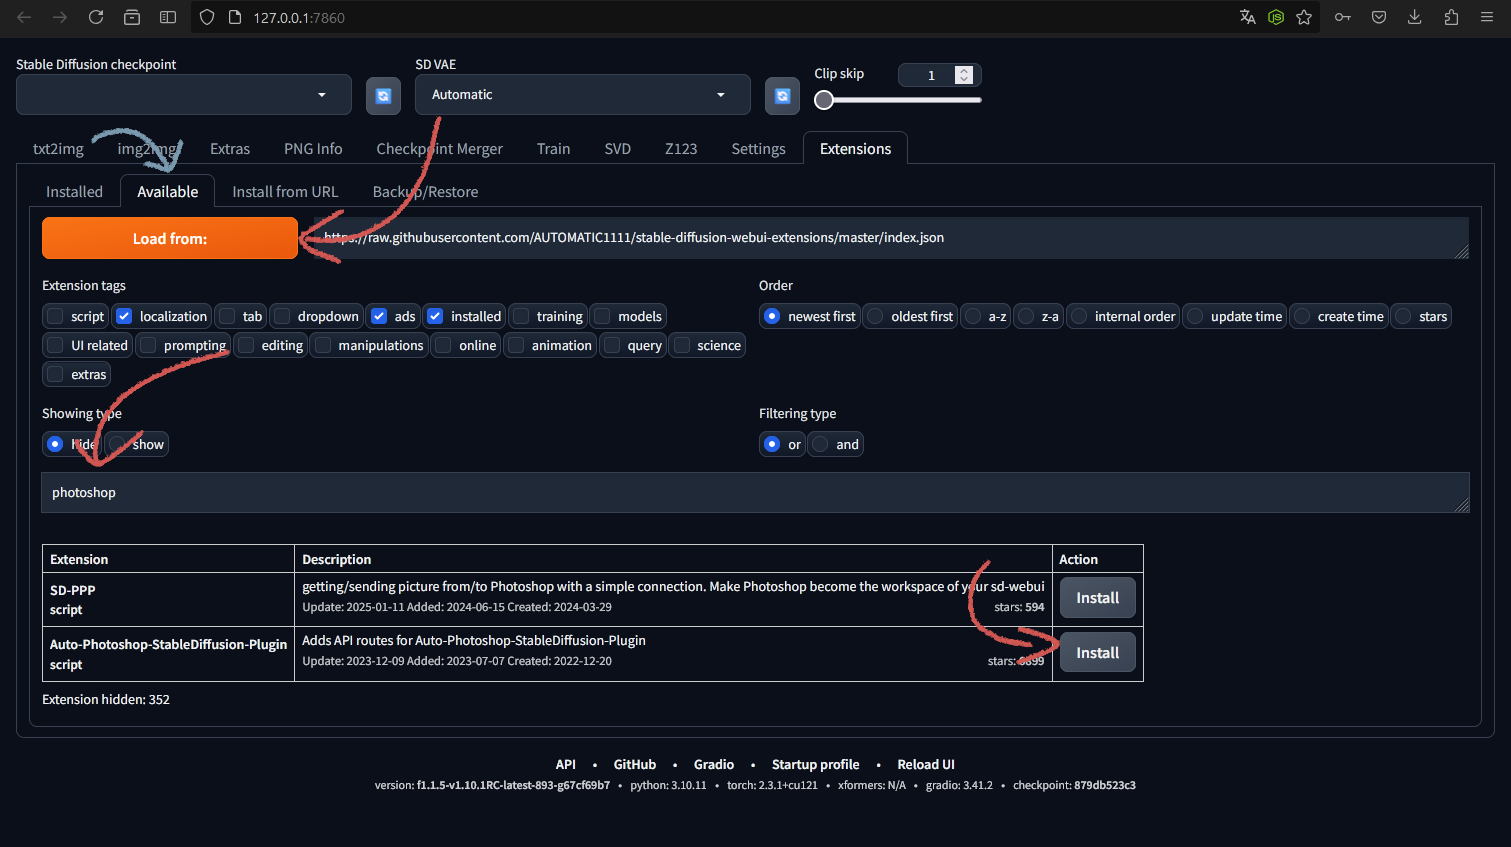 127.0.0.1:7860
Stable Diffusion checkpoint
SD VAE
Automatic
Clip skip
1
txt2img img2img Extras PNG Info Checkpoint Merger Train SVD Z123 Settings Extensions
Installed Available Install from URL Backup/Restore
Load from: https://raw.githubusercontent.com/AUTOMATIC1111/stable-diffusion-webui-extensions/master/index.json
Extension tags
script localization tab dropdown ads installed training models
UI related prompting editing manipulations online animation query science
extras
Order
newest first oldest first a-z z-a internal order update time create time stars
Showing type
hide show
Filtering type
or and
photoshop
Extension Description Action
SD-PPP
script
getting/sending picture from/to Photoshop with a simple connection. Make Photoshop become the workspace of your sd-webui
Update: 2025-01-11 Added: 2024-06-15 Created: 2024-03-29 stars: 594
Install
Auto-Photoshop-StableDiffusion-Plugin
script
Adds API routes for Auto-Photoshop-StableDiffusion-Plugin
Update: 2023-12-09 Added: 2023-07-07 Created: 2022-12-20 stars:
Install
Extension hidden: 352
API • GitHub • Gradio • Startup profile • Reload UI
version: f1.1.5-v1.10.1RC-latest-893-g67cf69b7 • python: 3.10.11 • torch: 2.3.1+cu121 • xformers: N/A • gradio: 3.41.2 • checkpoint: 879db523c3